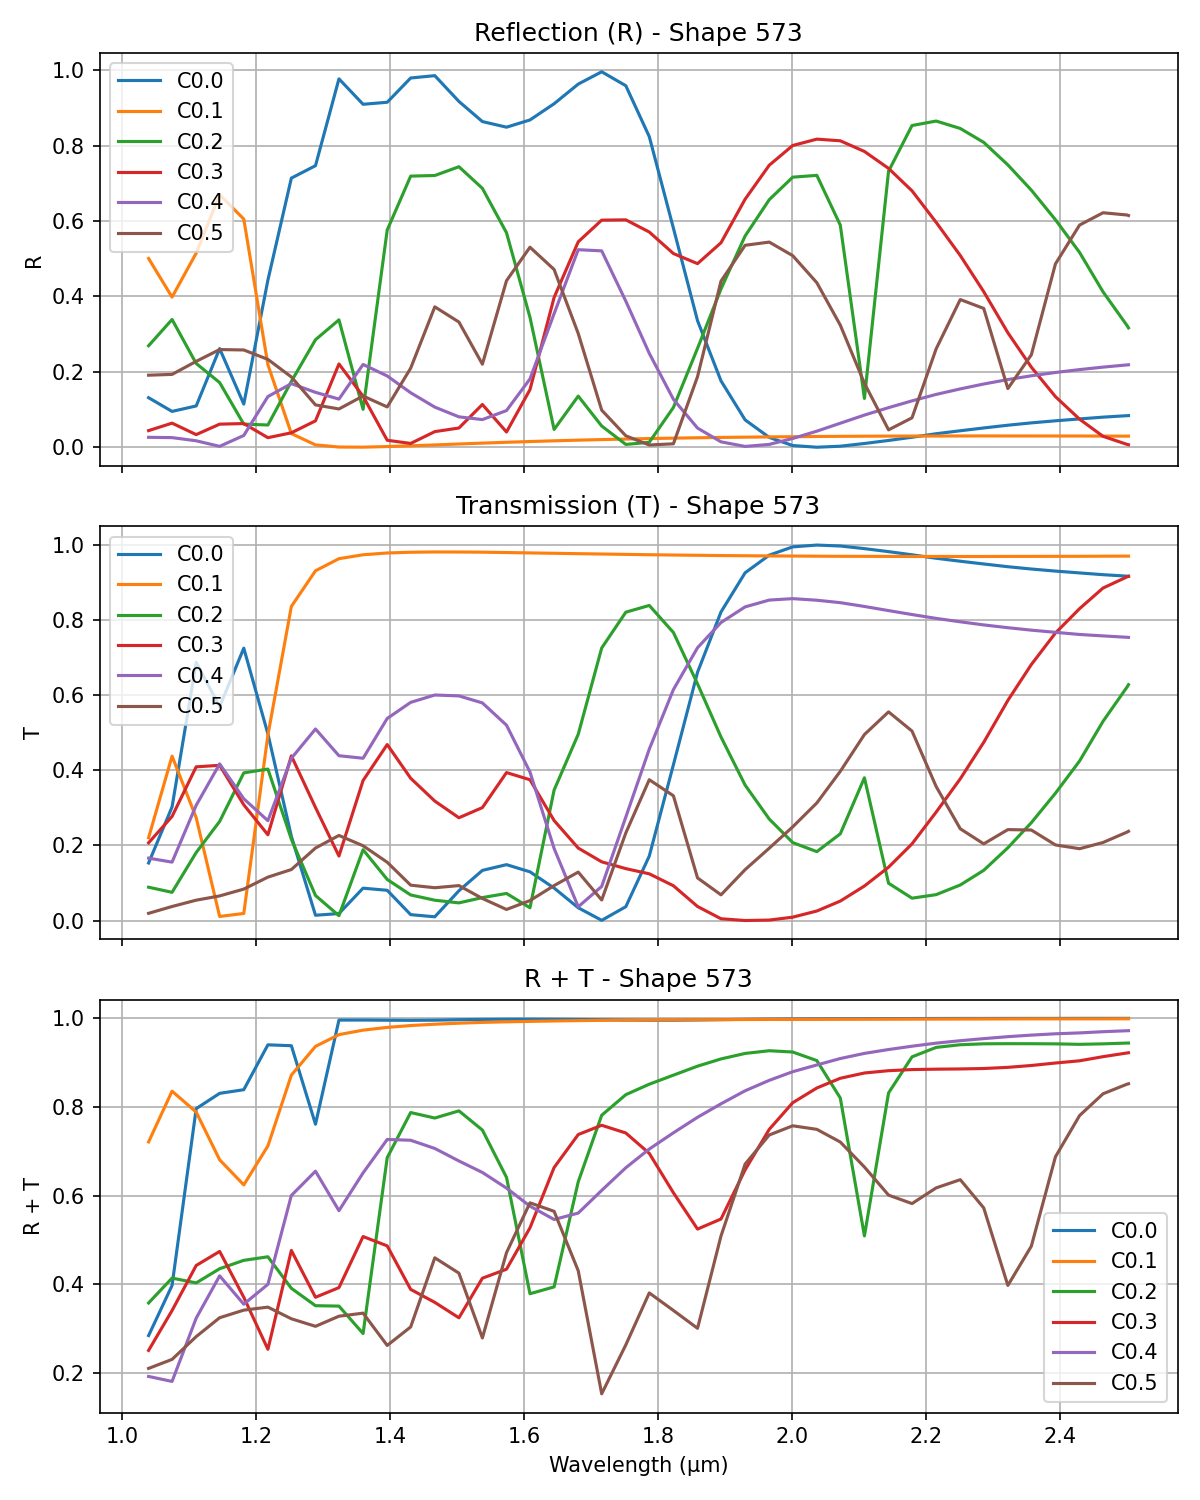 Reflection (R) - Shape 573
1.0
0.8
0.6
0.4
0.2
0.0
R
C0.0
C0.1
C0.2
C0.3
C0.4
C0.5
Transmission (T) - Shape 573
1.0
0.8
0.6
0.4
0.2
0.0
T
C0.0
C0.1
C0.2
C0.3
C0.4
C0.5
R + T - Shape 573
1.0
0.8
0.6
0.4
0.2
R + T
C0.0
C0.1
C0.2
C0.3
C0.4
C0.5
1.0 1.2 1.4 1.6 1.8 2.0 2.2 2.4
Wavelength (μm)